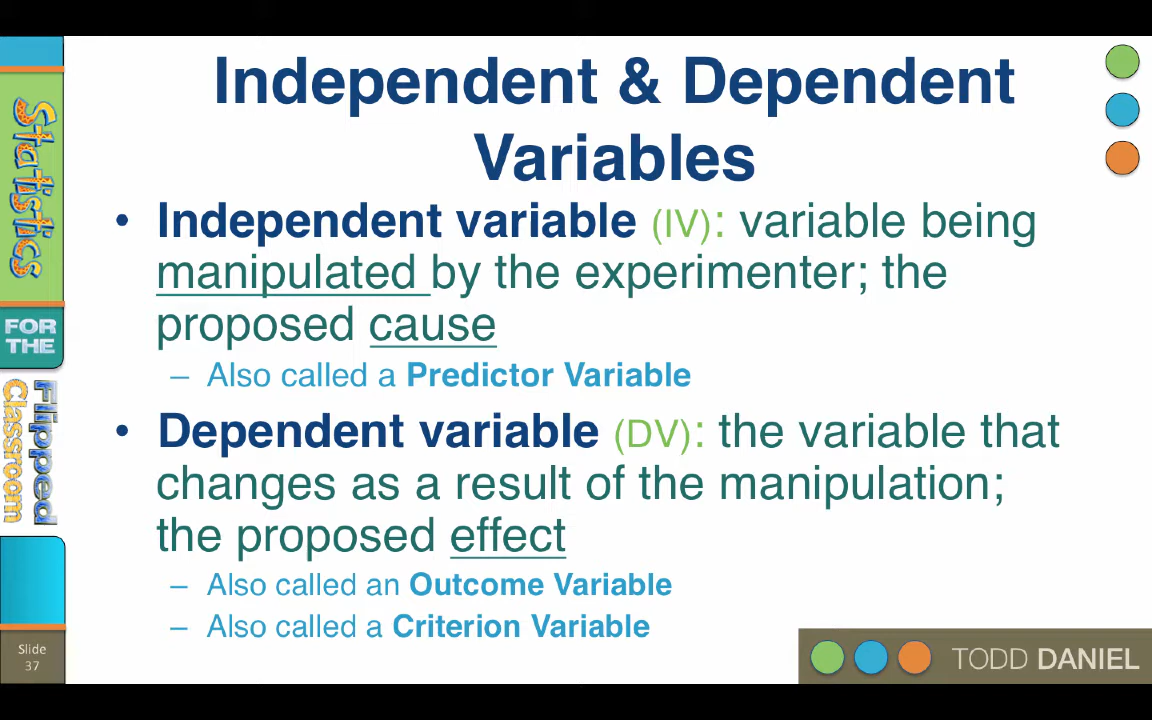 Independent & Dependent
Variables
• Independent variable (IV): variable being
manipulated by the experimenter; the
proposed cause
– Also called a Predictor Variable
• Dependent variable (DV): the variable that
changes as a result of the manipulation;
the proposed effect
– Also called an Outcome Variable
– Also called a Criterion Variable
Statistics
FOR
THE
Flipped
Classroom
Slide
37
TODD DANIEL